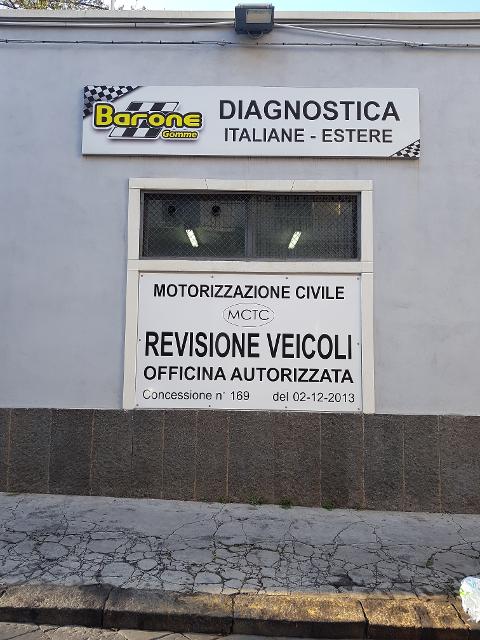 Barone
Gomme
DIAGNOSTICA
ITALIANE - ESTERE
MOTORIZZAZIONE CIVILE
MCTC
REVISIONE VEICOLI
OFFICINA AUTORIZZATA
Concessione n° 169 del 02-12-2013